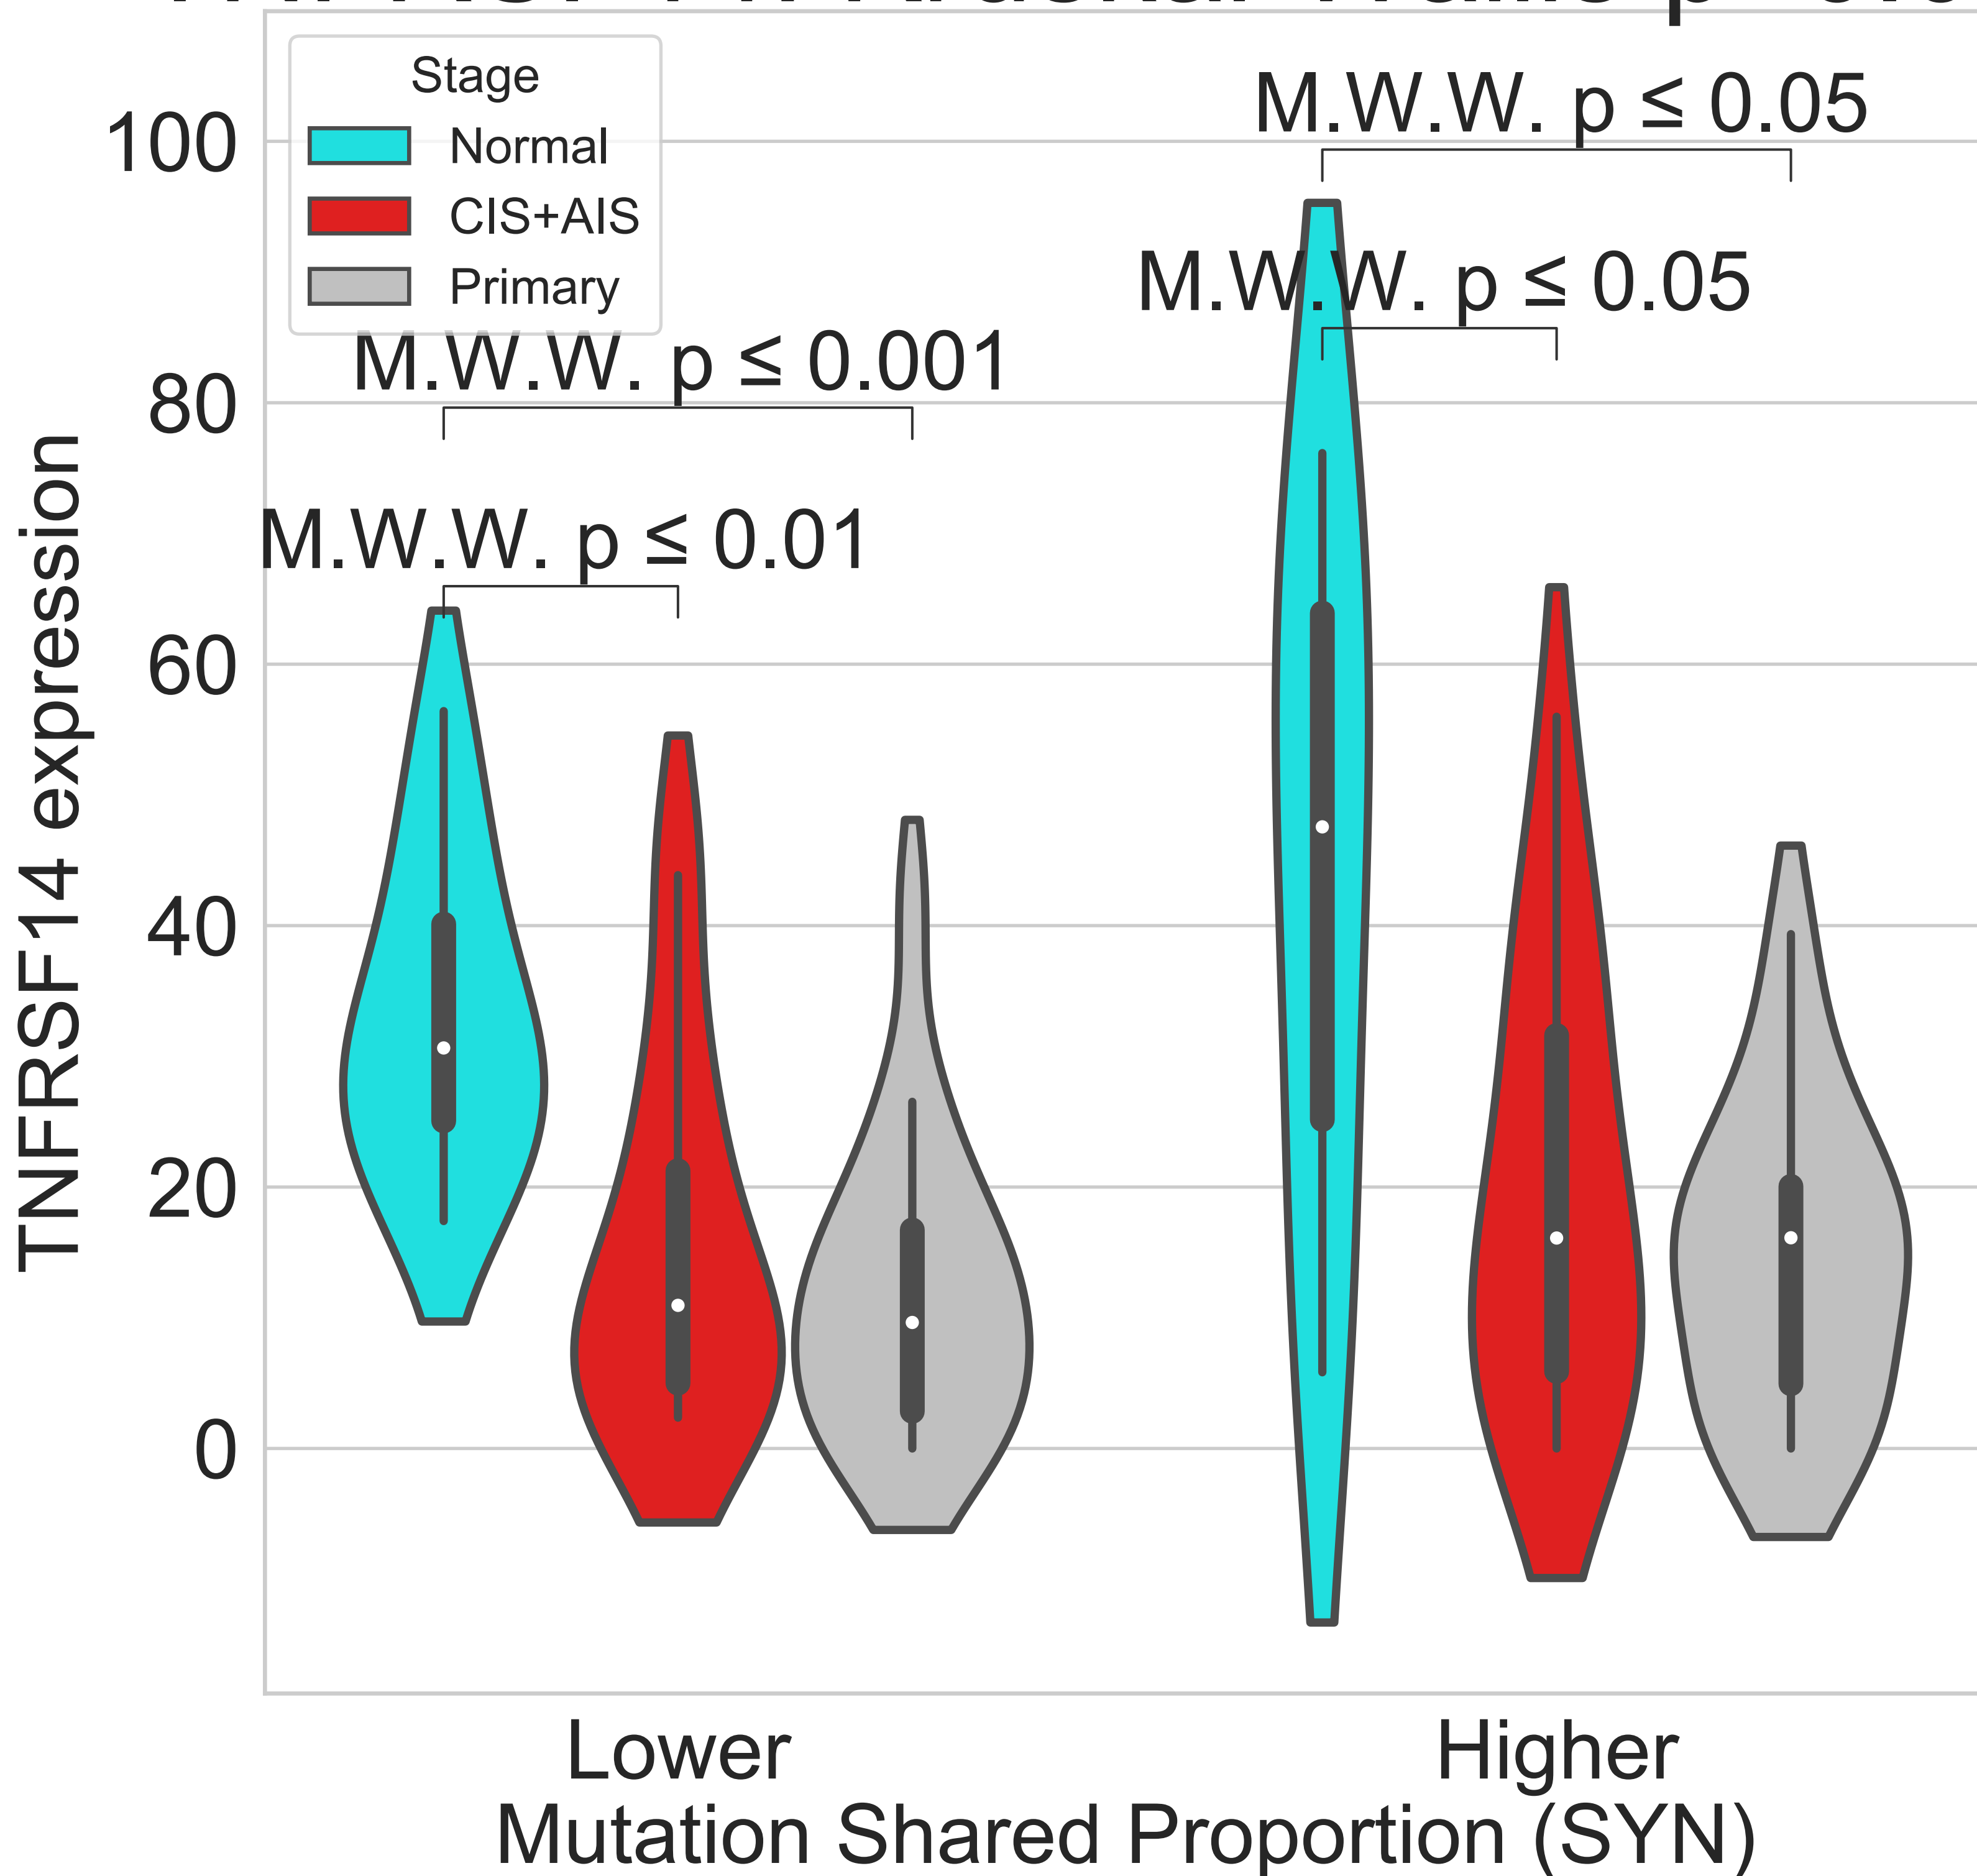 Stage
Normal
CIS+AIS
Primary
M.W.W. p ≤ 0.05
M.W.W. p ≤ 0.05
M.W.W. p ≤ 0.001
M.W.W. p ≤ 0.01
100
80
60
40
20
0
TNFRSF14 expression
Lower
Higher
Mutation Shared Proportion (SYN)